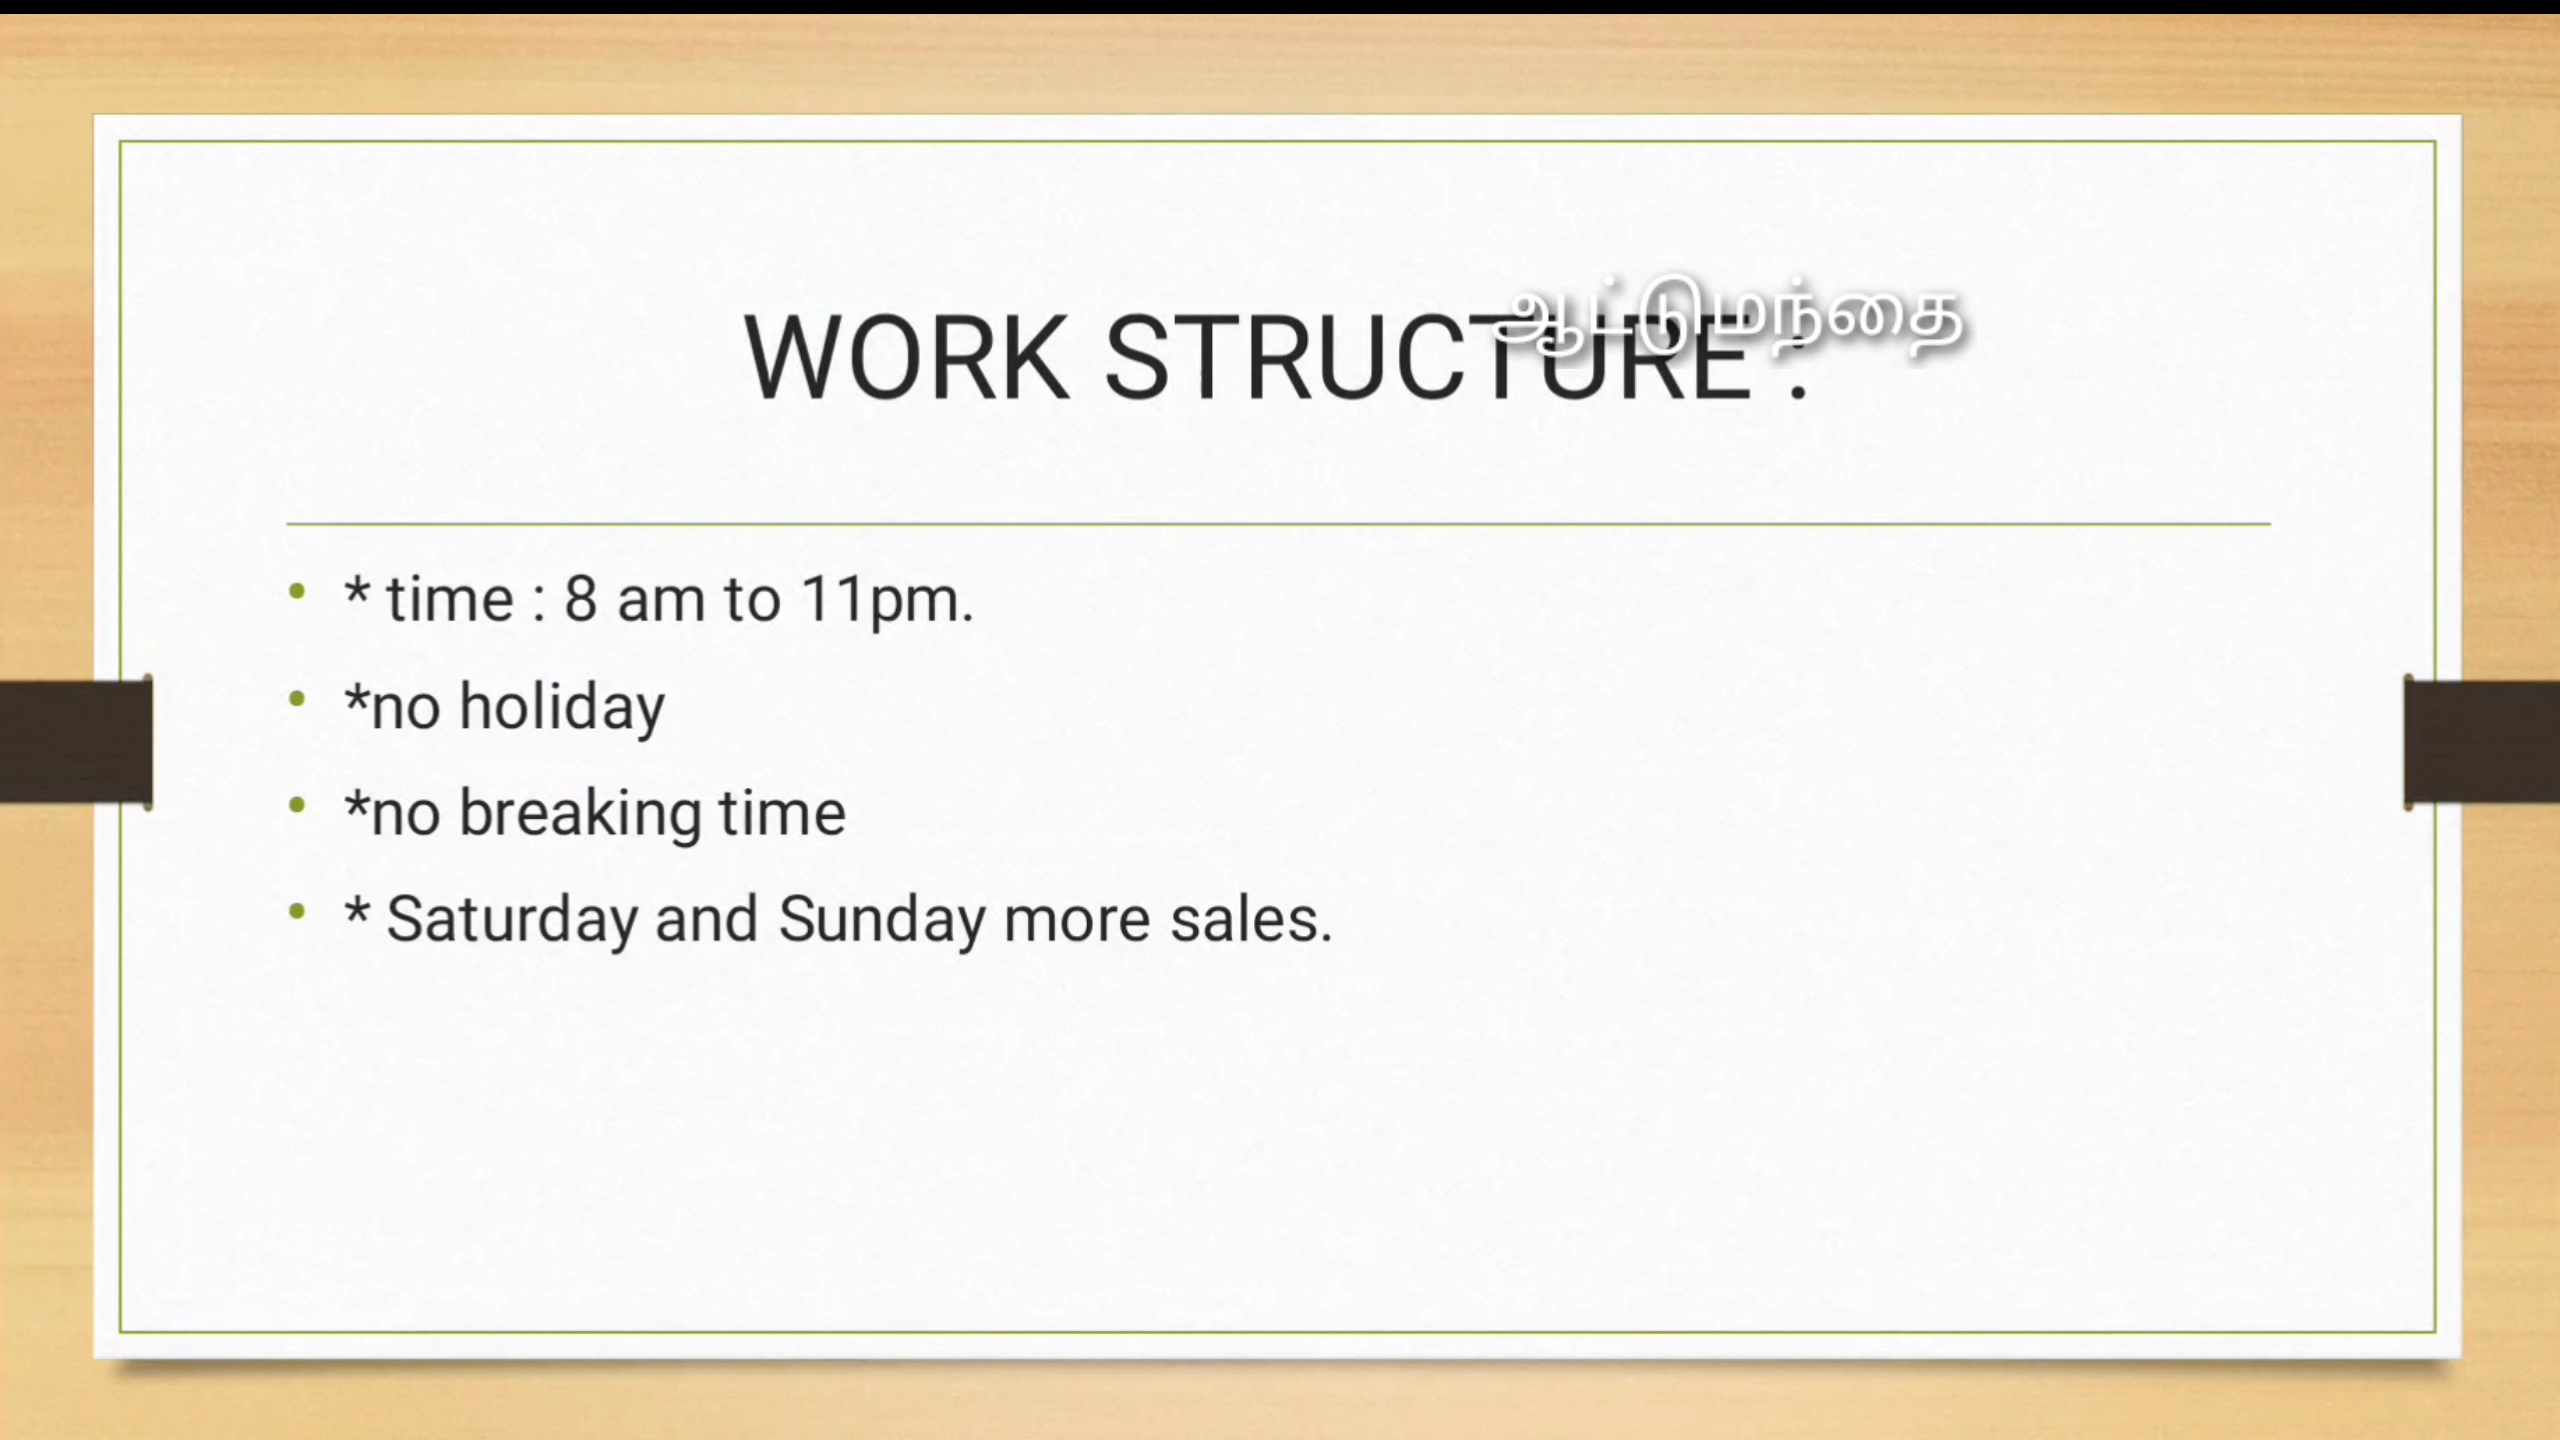 ஆட்டுமந்தை
WORK STRUCTURE :
* time : 8 am to 11pm.
*no holiday
*no breaking time
* Saturday and Sunday more sales.